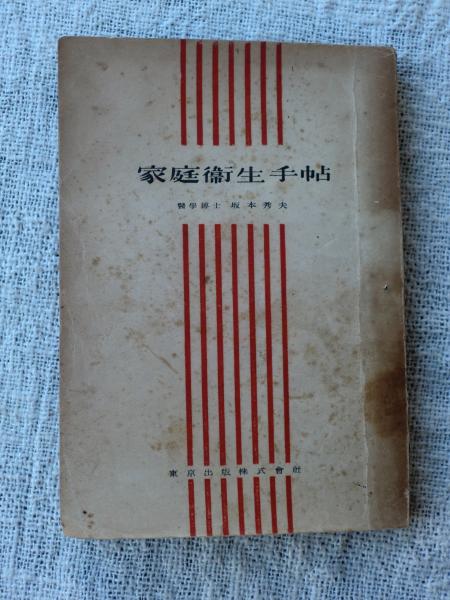 家庭衞生手帖
醫學博士 坂本秀夫
東京出版株式會社